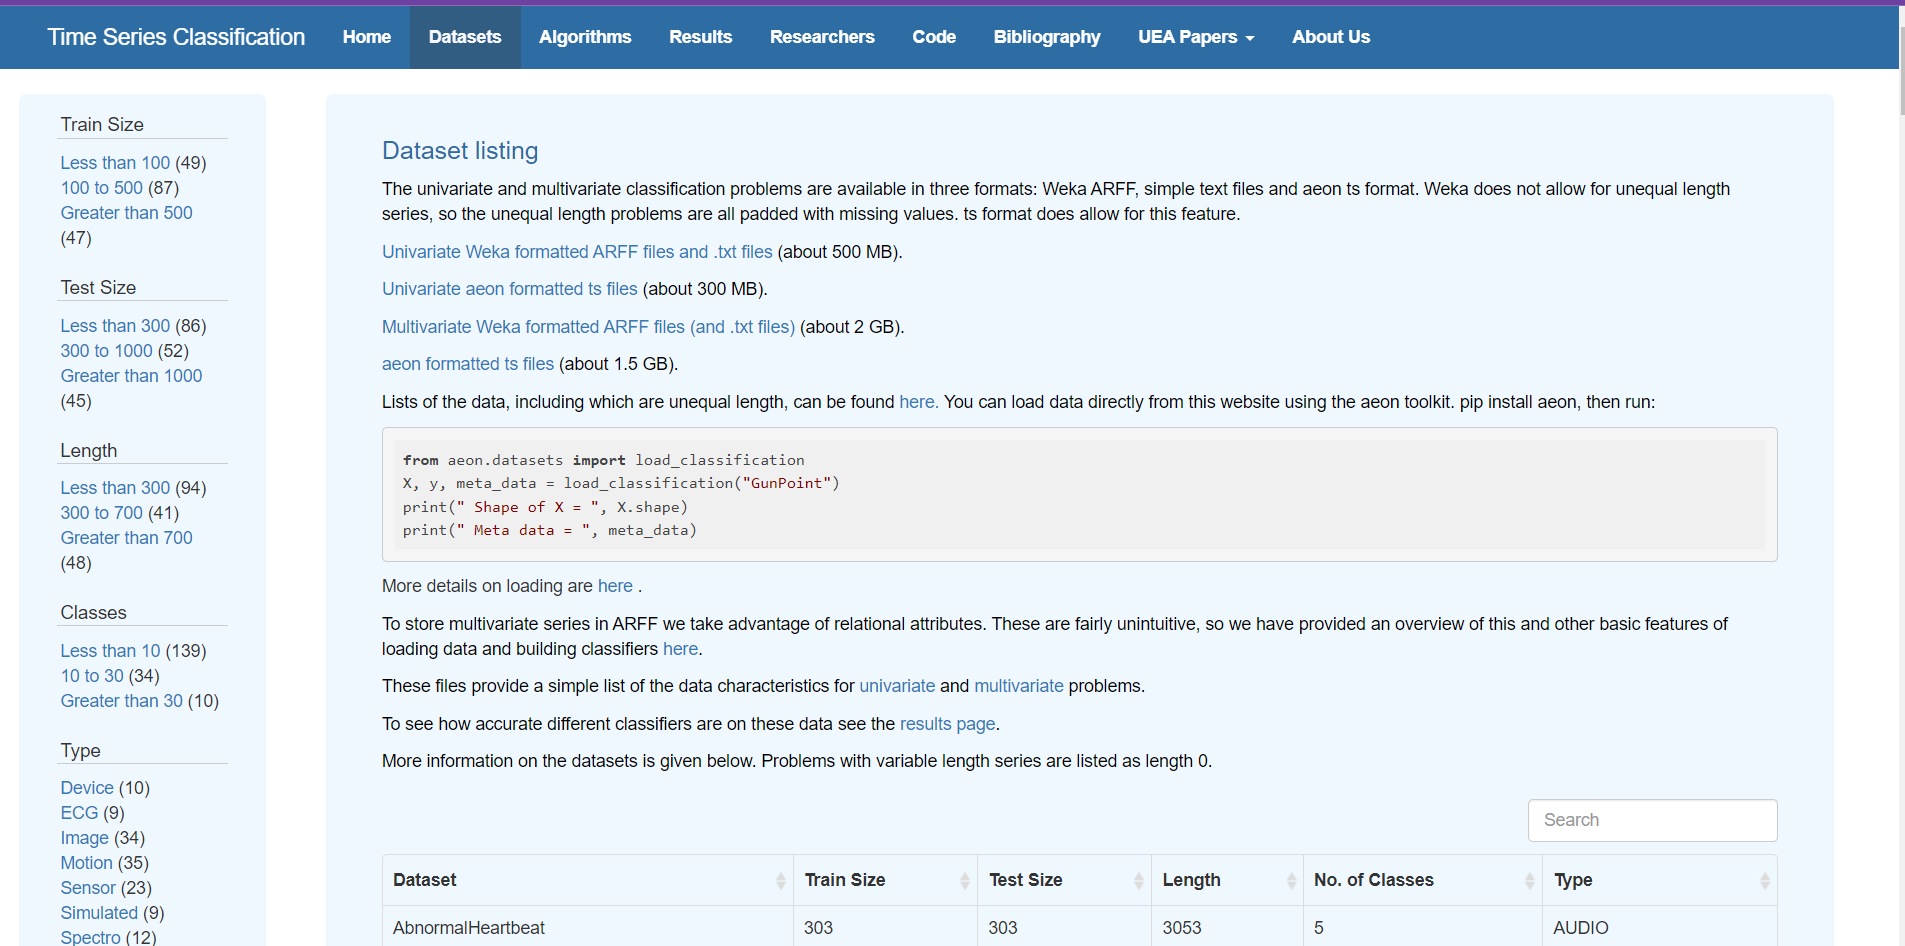 Time Series Classification Home Datasets Algorithms Results Researchers Code Bibliography UEA Papers About Us
Train Size
Less than 100 (49)
100 to 500 (87)
Greater than 500
(47)
Test Size
Less than 300 (86)
300 to 1000 (52)
Greater than 1000
(45)
Length
Less than 300 (94)
300 to 700 (41)
Greater than 700
(48)
Classes
Less than 10 (139)
10 to 30 (34)
Greater than 30 (10)
Type
Device (10)
ECG (9)
Image (34)
Motion (35)
Sensor (23)
Simulated (9)
Spectro (12)
Dataset listing
The univariate and multivariate classification problems are available in three formats: Weka ARFF, simple text files and aeon ts format. Weka does not allow for unequal length
series, so the unequal length problems are all padded with missing values. ts format does allow for this feature.
Univariate Weka formatted ARFF files and .txt files (about 500 MB).
Univariate aeon formatted ts files (about 300 MB).
Multivariate Weka formatted ARFF files (and .txt files) (about 2 GB).
aeon formatted ts files (about 1.5 GB).
Lists of the data, including which are unequal length, can be found here. You can load data directly from this website using the aeon toolkit. pip install aeon, then run:
from aeon.datasets import load_classification
X, y, meta_data = load_classification("GunPoint")
print(" Shape of X = ", X.shape)
print(" Meta data = ", meta_data)
More details on loading are here .
To store multivariate series in ARFF we take advantage of relational attributes. These are fairly unintuitive, so we have provided an overview of this and other basic features of
loading data and building classifiers here.
These files provide a simple list of the data characteristics for univariate and multivariate problems.
To see how accurate different classifiers are on these data see the results page.
More information on the datasets is given below. Problems with variable length series are listed as length 0.
Search
Dataset Train Size Test Size Length No. of Classes Type
AbnormalHeartbeat 303 303 3053 5 AUDIO